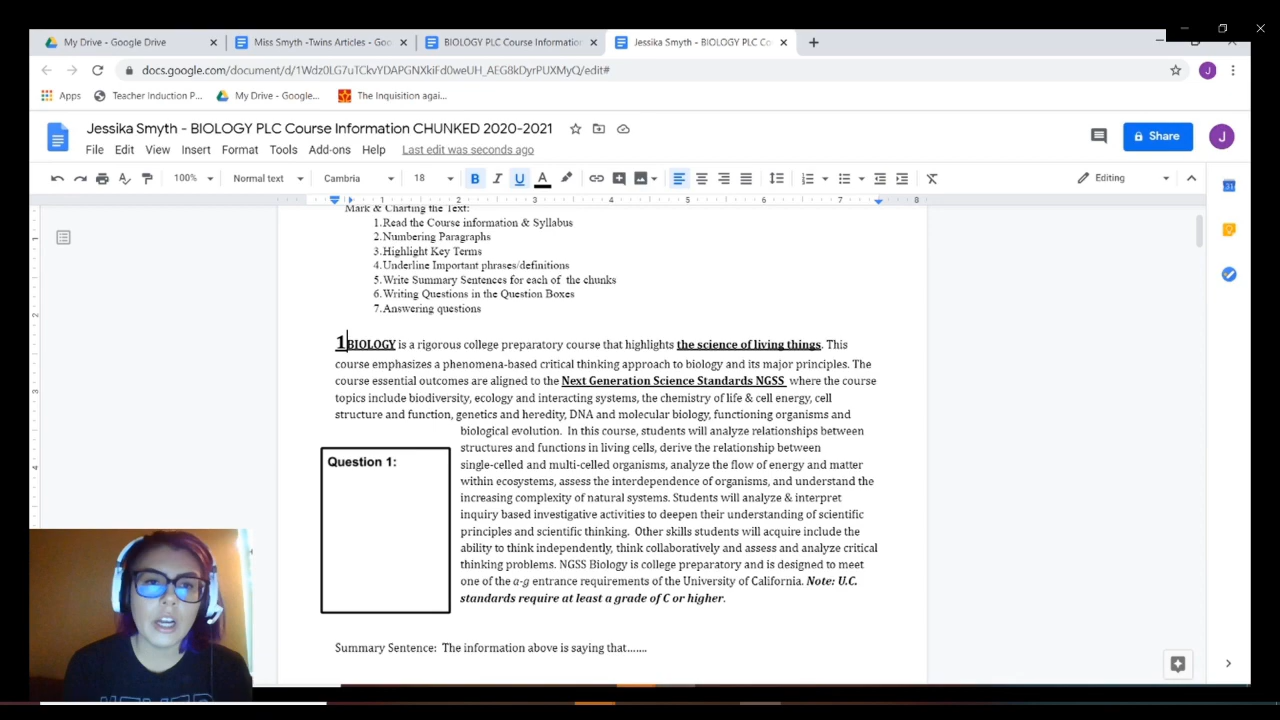 My Drive - Google Drive
Miss Smyth -Twins Articles - Goo
BIOLOGY PLC Course Information
Jessika Smyth - BIOLOGY PLC Co
docs.google.com/document/d/1Wdz0LG7uTCkvYDAPGNXkiFd0weUH_AEG8kDyrPUXMyQ/edit#
J
Apps
Teacher Induction P...
My Drive - Google...
The Inquisition agai...
Jessika Smyth - BIOLOGY PLC Course Information CHUNKED 2020-2021
Share
J
File Edit View Insert Format Tools Add-ons Help Last edit was seconds ago
100% Normal text Cambria 18 B I U A Editing
1 2 3 4 5 6 7 8
Mark & Charting the Text:
1.Read the Course information & Syllabus
2.Numbering Paragraphs
3.Highlight Key Terms
4.Underline Important phrases/definitions
5.Write Summary Sentences for each of the chunks
6.Writing Questions in the Question Boxes
7.Answering questions
1BIOLOGY is a rigorous college preparatory course that highlights the science of living things. This
course emphasizes a phenomena-based critical thinking approach to biology and its major principles. The
course essential outcomes are aligned to the Next Generation Science Standards NGSS where the course
topics include biodiversity, ecology and interacting systems, the chemistry of life & cell energy, cell
structure and function, genetics and heredity, DNA and molecular biology, functioning organisms and
biological evolution. In this course, students will analyze relationships between
structures and functions in living cells, derive the relationship between
single-celled and multi-celled organisms, analyze the flow of energy and matter
within ecosystems, assess the interdependence of organisms, and understand the
increasing complexity of natural systems. Students will analyze & interpret
inquiry based investigative activities to deepen their understanding of scientific
principles and scientific thinking. Other skills students will acquire include the
ability to think independently, think collaboratively and assess and analyze critical
thinking problems. NGSS Biology is college preparatory and is designed to meet
one of the a-g entrance requirements of the University of California. Note: U.C.
standards require at least a grade of C or higher.
Question 1:
Summary Sentence: The information above is saying that.......